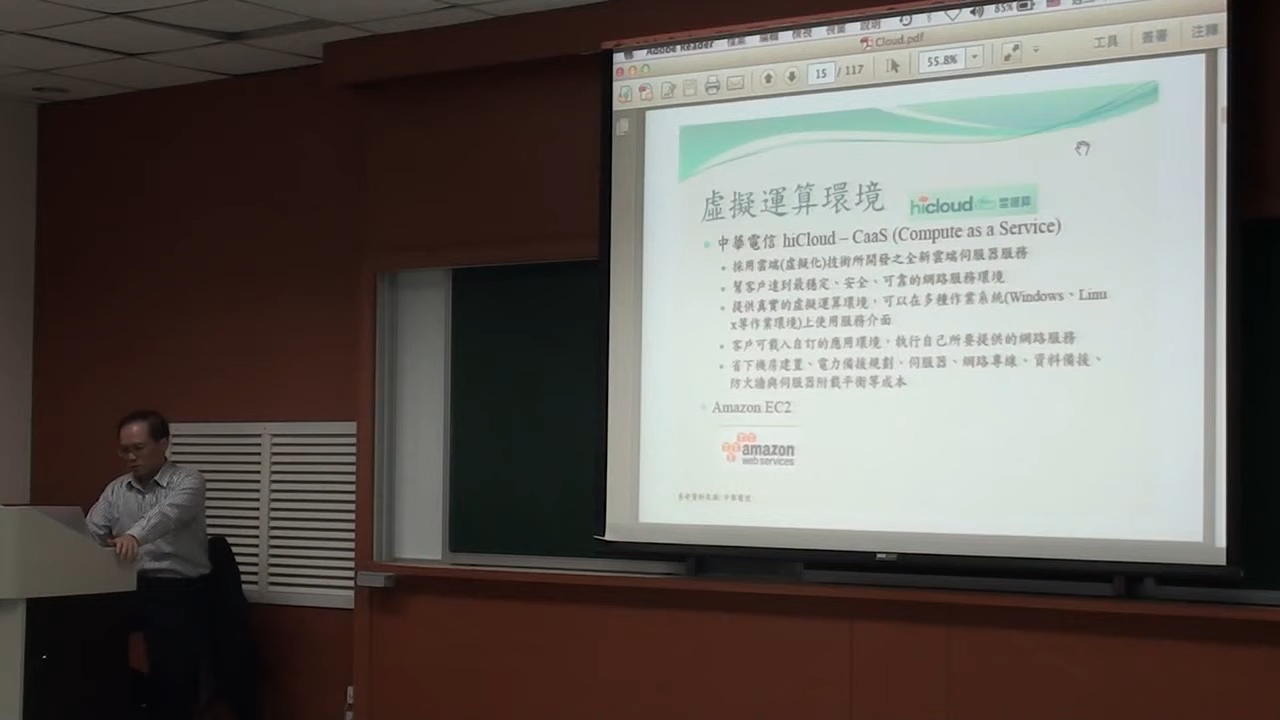 Adobe Reader 檔案 編輯 檢視 視窗 說明 85%
Cloud.pdf
15 / 117 55.8% 工具 簽署 註釋
虛擬運算環境 hicloud 雲運算
中華電信 hiCloud – CaaS (Compute as a Service)
採用雲端(虛擬化)技術所開發之全新雲端伺服器服務
幫客戶達到最穩定、安全、可靠的網路服務環境
提供真實的虛擬運算環境，可以在多種作業系統(Windows、Linu
x等作業環境)上使用服務介面
客戶可載入自訂的應用環境，執行自己所要提供的網路服務
省下機房建置、電力備援規劃、伺服器、網路專線、資料備援、
防火牆與伺服器附載平衡等成本
Amazon EC2
amazon
web services